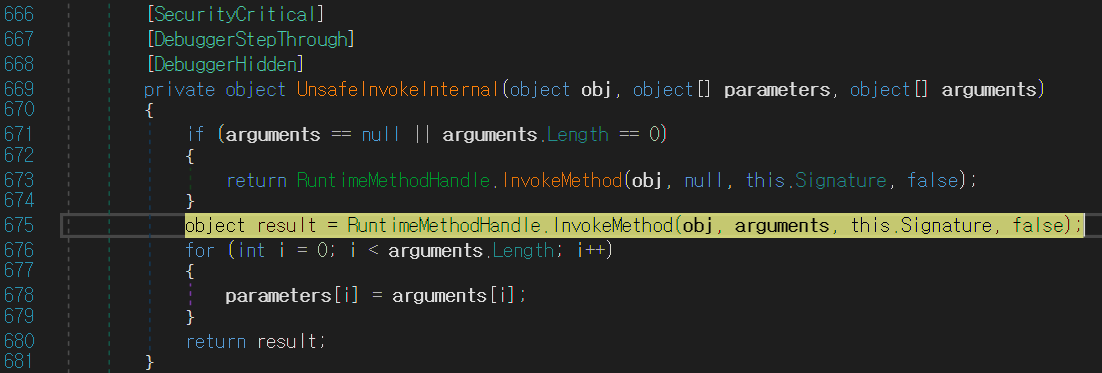 666 [SecurityCritical]
667 [DebuggerStepThrough]
668 [DebuggerHidden]
669 private object UnsafeInvokeInternal(object obj, object[] parameters, object[] arguments)
670 {
671 if (arguments == null || arguments.Length == 0)
672 {
673 return RuntimeMethodHandle.InvokeMethod(obj, null, this.Signature, false);
674 }
675 object result = RuntimeMethodHandle.InvokeMethod(obj, arguments, this.Signature, false);
676 for (int i = 0; i < arguments.Length; i++)
677 {
678 parameters[i] = arguments[i];
679 }
680 return result;
681 }